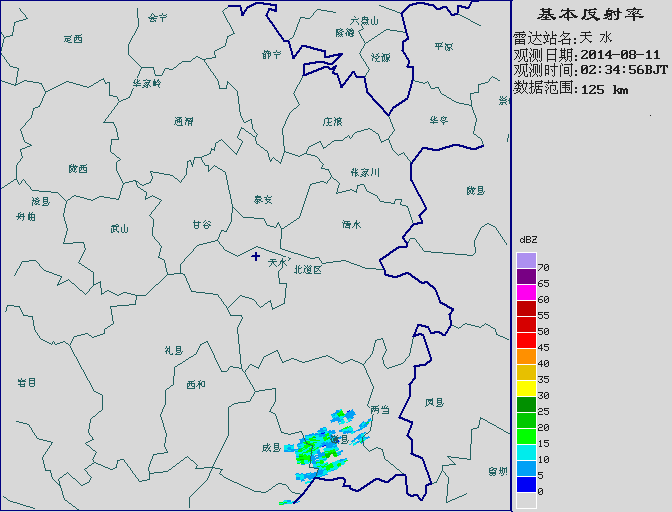 基本反射率
雷达站名:天 水
观测日期:2014-08-11
观测时间:02:34:56BJT
数据范围:125 km
会宁
定西
六盘山
隆德
静宁
泾源
平凉
华家岭
通渭
庄浪
华亭
陇西
张家川
陇县
漳县
秦安
武山
甘谷
清水
天水
北道区
礼县
西和
宕昌
两当
凤县
成县
徽县
留坝
dBZ
70
65
60
55
50
45
40
35
30
25
20
15
10
5
0